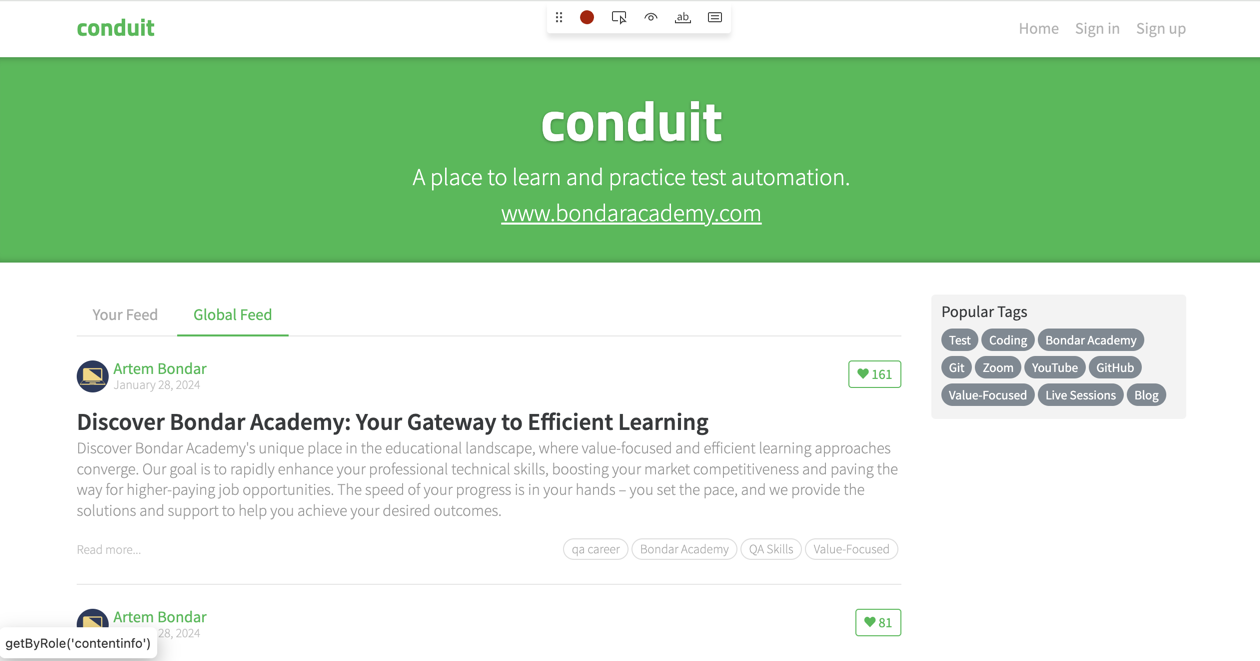 conduit
ab
Home Sign in Sign up
conduit
A place to learn and practice test automation.
www.bondaracademy.com
Your Feed Global Feed
Artem Bondar
January 28, 2024
161
Discover Bondar Academy: Your Gateway to Efficient Learning
Discover Bondar Academy's unique place in the educational landscape, where value-focused and efficient learning approaches
converge. Our goal is to rapidly enhance your professional technical skills, boosting your market competitiveness and paving the
way for higher-paying job opportunities. The speed of your progress is in your hands – you set the pace, and we provide the
solutions and support to help you achieve your desired outcomes.
Read more...
qa career Bondar Academy QA Skills Value-Focused
Artem Bondar
28, 2024
81
Popular Tags
Test Coding Bondar Academy
Git Zoom YouTube GitHub
Value-Focused Live Sessions Blog
getByRole('contentinfo')